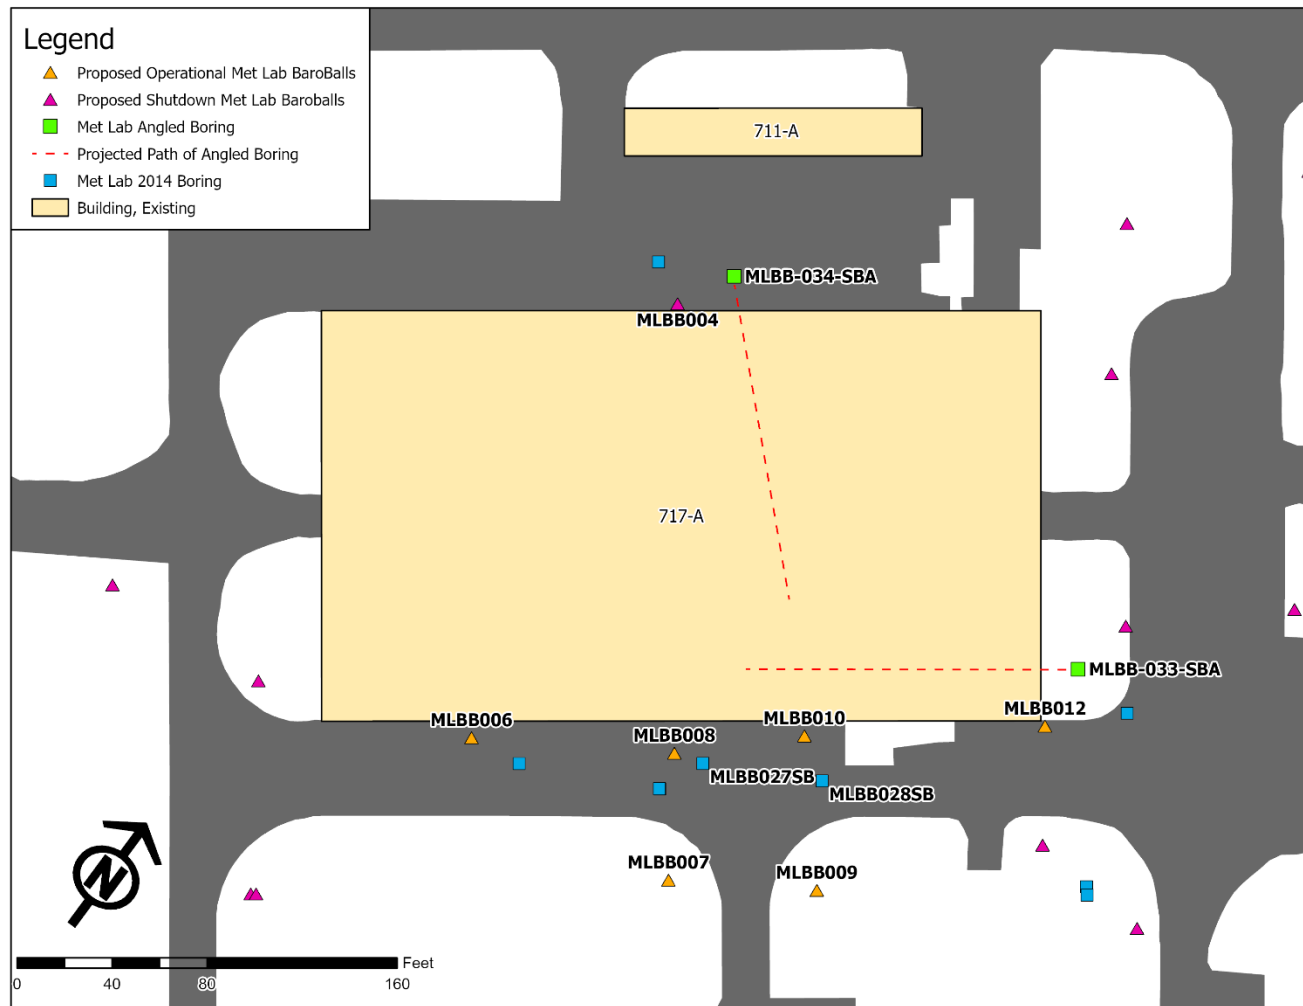 Legend
Proposed Operational Met Lab BaroBalls
Proposed Shutdown Met Lab Baroballs
Met Lab Angled Boring
Projected Path of Angled Boring
Met Lab 2014 Boring
Building, Existing
711-A
MLBB-034-SBA
MLBB004
717-A
MLBB-033-SBA
MLBB006
MLBB008
MLBB010
MLBB012
MLBB027SB
MLBB028SB
MLBB007
MLBB009
N
Feet
0 40 80 160